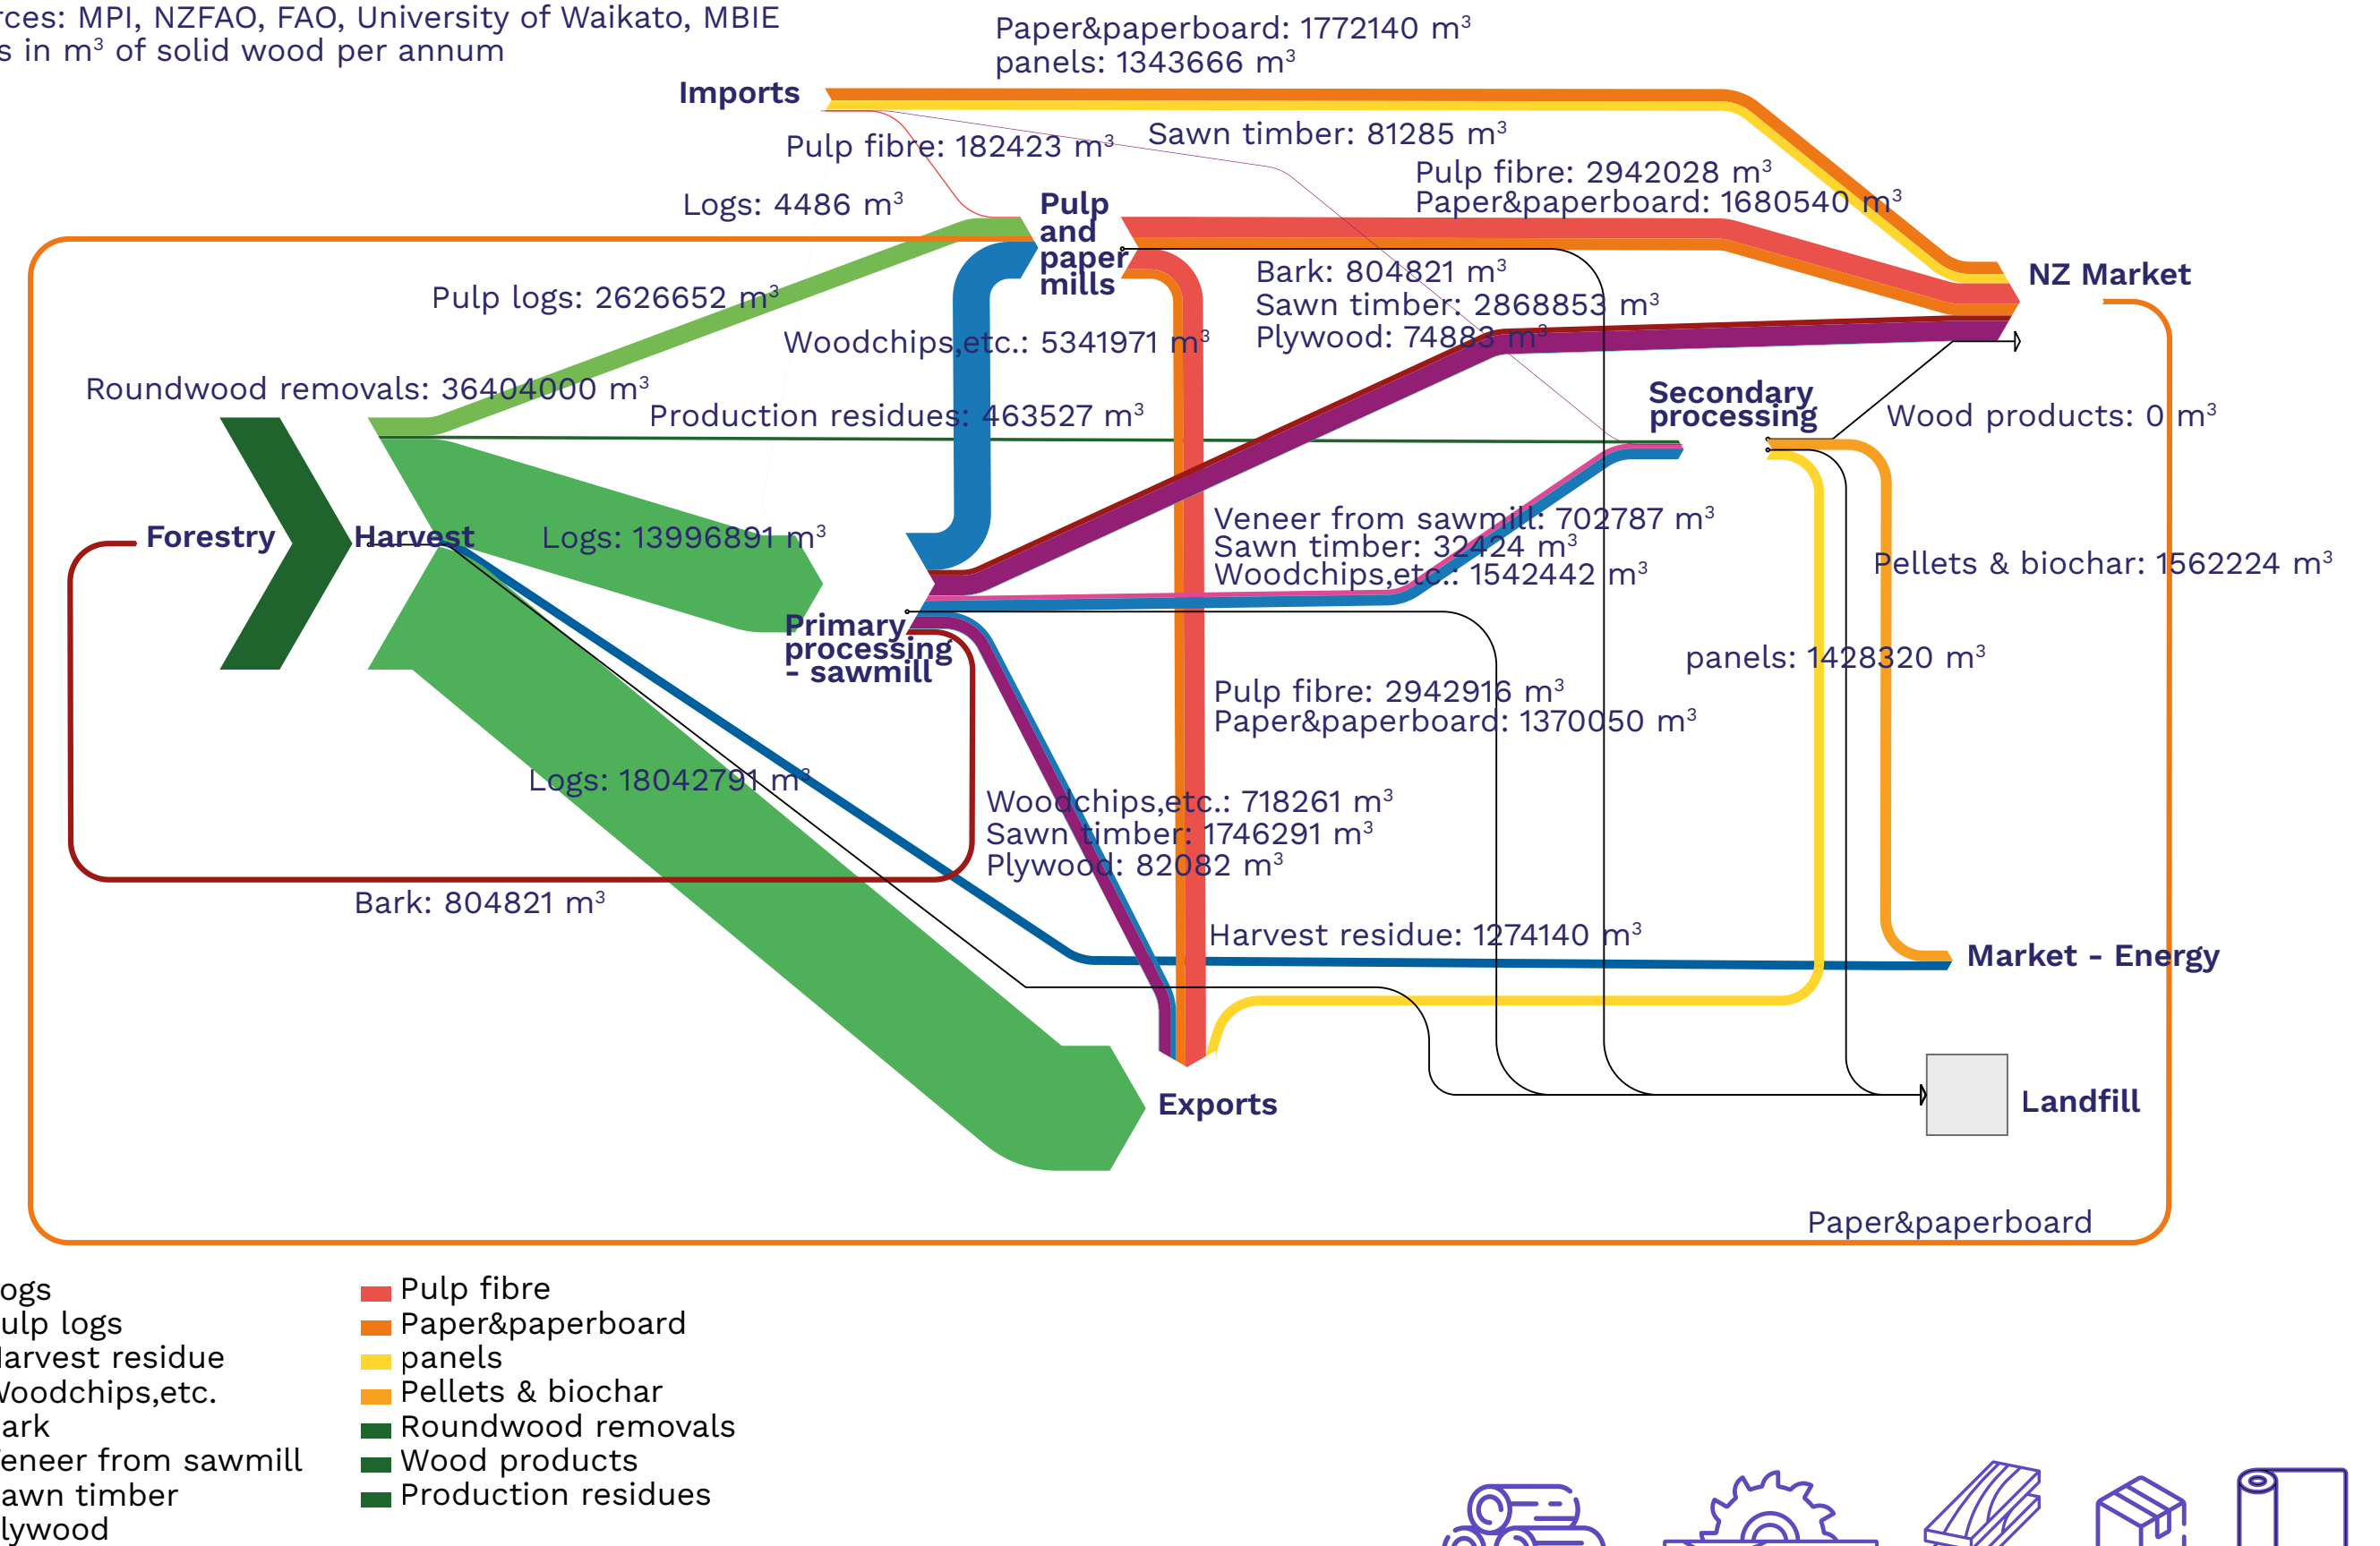 rces: MPI, NZFAO, FAO, University of Waikato, MBIE
s in m³ of solid wood per annum
Paper&paperboard: 1772140 m³
panels: 1343666 m³
Imports
Sawn timber: 81285 m³
Pulp fibre: 182423 m³
Pulp fibre: 2942028 m³
Paper&paperboard: 1680540 m³
Logs: 4486 m³
Pulp
and
paper
mills
NZ Market
Bark: 804821 m³
Sawn timber: 2868853 m³
Plywood: 74883 m³
Pulp logs: 2626652 m³
Woodchips,etc.: 5341971 m³
Roundwood removals: 36404000 m³
Production residues: 463527 m³
Secondary
processing
Wood products: 0 m³
Forestry
Harvest
Logs: 13996891 m³
Veneer from sawmill: 702787 m³
Sawn timber: 32424 m³
Woodchips,etc.: 1542442 m³
Pellets & biochar: 1562224 m³
Primary
processing
- sawmill
panels: 1428320 m³
Pulp fibre: 2942916 m³
Paper&paperboard: 1370050 m³
Logs: 18042791 m³
Woodchips,etc.: 718261 m³
Sawn timber: 1746291 m³
Plywood: 82082 m³
Bark: 804821 m³
Harvest residue: 1274140 m³
Market - Energy
Exports
Landfill
Paper&paperboard
ogs
ulp logs
arvest residue
oodchips,etc.
ark
eneer from sawmill
awn timber
lywood
Pulp fibre
Paper&paperboard
panels
Pellets & biochar
Roundwood removals
Wood products
Production residues